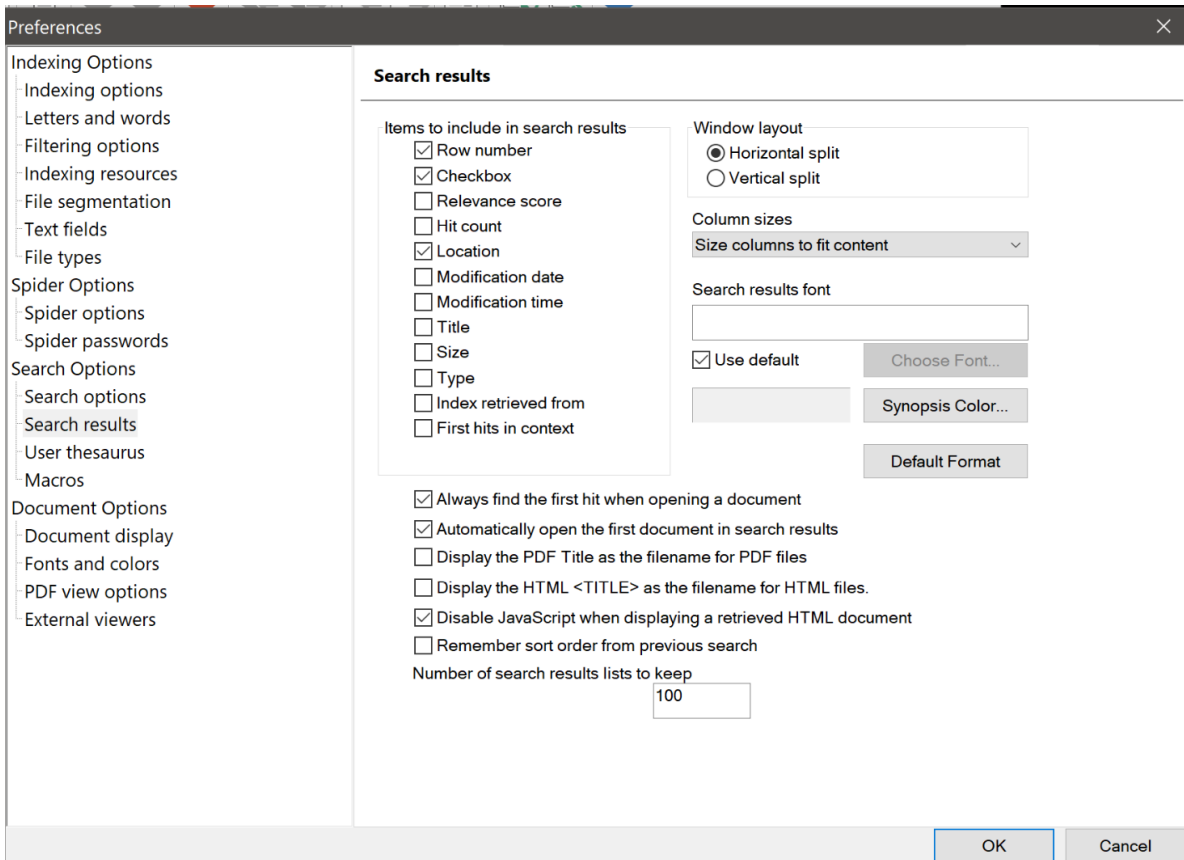 Preferences
Indexing Options
Indexing options
Letters and words
Filtering options
Indexing resources
File segmentation
Text fields
File types
Spider Options
Spider options
Spider passwords
Search Options
Search options
Search results
User thesaurus
Macros
Document Options
Document display
Fonts and colors
PDF view options
External viewers
Search results
Items to include in search results
Row number
Checkbox
Relevance score
Hit count
Location
Modification date
Modification time
Title
Size
Type
Index retrieved from
First hits in context
Window layout
Horizontal split
Vertical split
Column sizes
Size columns to fit content
Search results font
Use default
Choose Font...
Synopsis Color...
Default Format
Always find the first hit when opening a document
Automatically open the first document in search results
Display the PDF Title as the filename for PDF files
Display the HTML <TITLE> as the filename for HTML files.
Disable JavaScript when displaying a retrieved HTML document
Remember sort order from previous search
Number of search results lists to keep
100
OK
Cancel